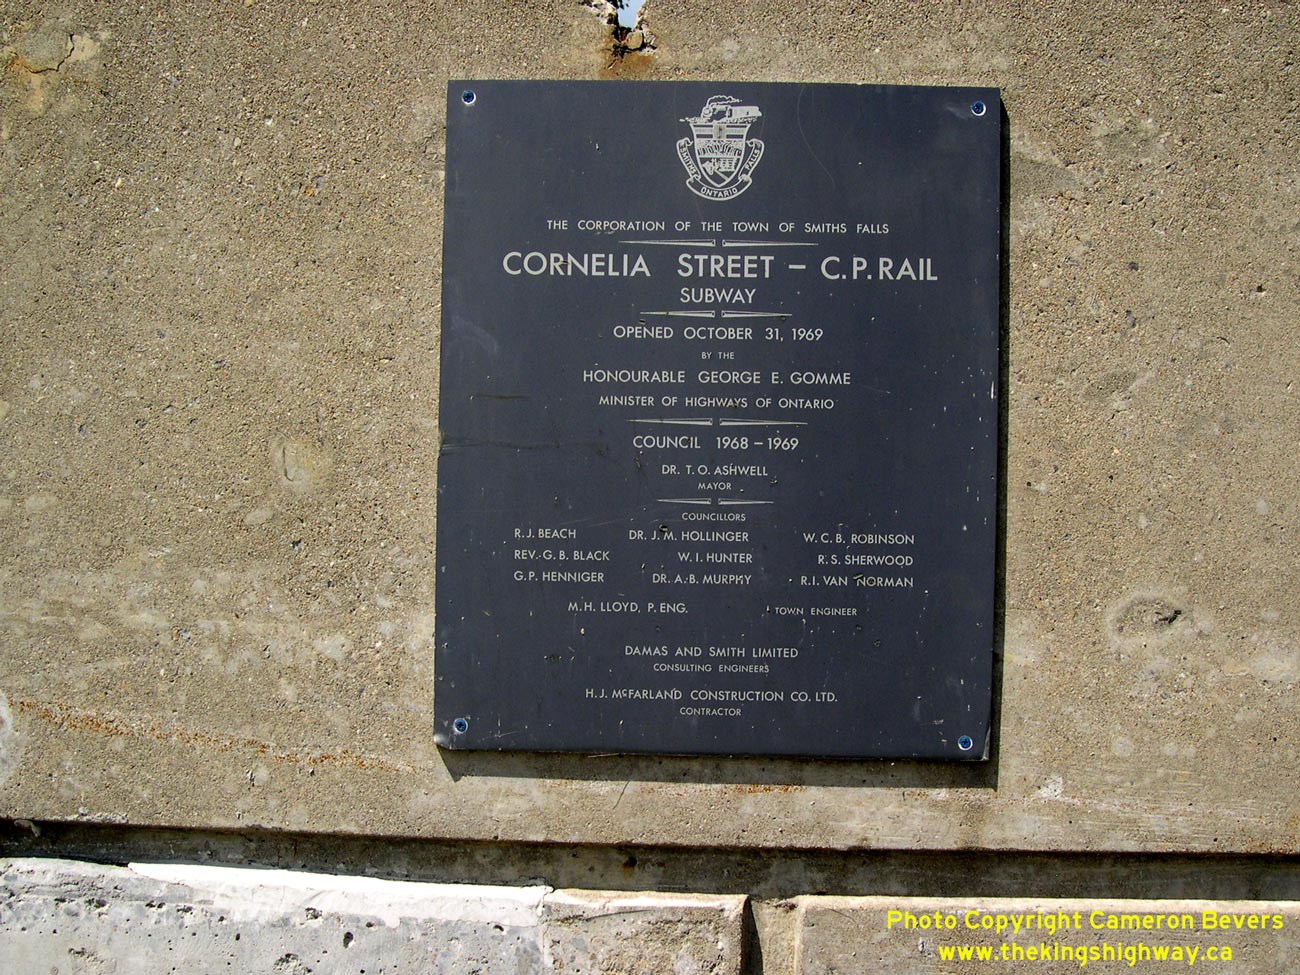 SMITHS FALLS
ONTARIO
THE CORPORATION OF THE TOWN OF SMITHS FALLS
CORNELIA STREET – C.P.RAIL
SUBWAY
OPENED OCTOBER 31, 1969
BY THE
HONOURABLE GEORGE E. GOMME
MINISTER OF HIGHWAYS OF ONTARIO
COUNCIL 1968 – 1969
DR. T. O. ASHWELL
MAYOR
COUNCILLORS
R. J. BEACH DR. J. M. HOLLINGER W. C. B. ROBINSON
REV. G. B. BLACK W. I. HUNTER R. S. SHERWOOD
G. P. HENNIGER DR. A. B. MURPHY R. I. VAN NORMAN
M. H. LLOYD, P. ENG. TOWN ENGINEER
DAMAS AND SMITH LIMITED
CONSULTING ENGINEERS
H. J. McFARLAND CONSTRUCTION CO. LTD.
CONTRACTOR
Photo Copyright Cameron Bevers
www.thekingshighway.ca